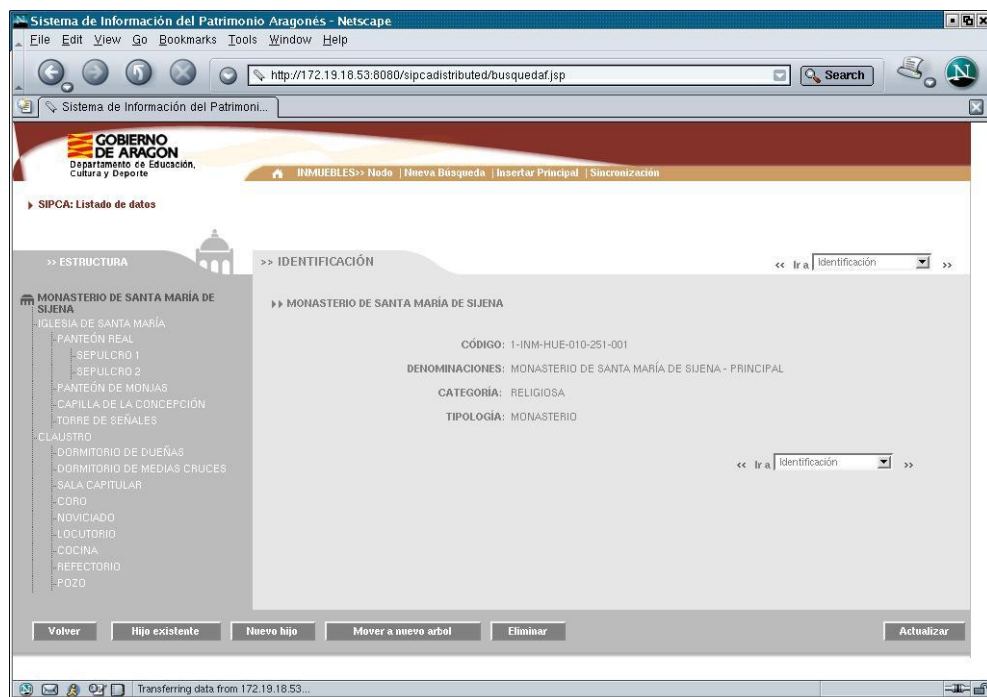 Sistema de Información del Patrimonio Aragonés - Netscape
File Edit View Go Bookmarks Tools Window Help
http://172.19.18.53:8080/sipcadistributed/busquedaf.jsp
Search
N
Sistema de Información del Patrimoni...
GOBIERNO
DE ARAGON
Departamento de Educación,
Cultura y Deporte
INMUEBLES>> Nodo | Nueva Búsqueda | Insertar Principal | Sincronización
SIPCA: Listado de datos
>> ESTRUCTURA
>> IDENTIFICACIÓN
<< Ir a Identificación >>
MONASTERIO DE SANTA MARÍA DE
SIJENA
IGLESIA DE SANTA MARÍA
PANTEÓN REAL
SEPULCRO 1
SEPULCRO 2
PANTEÓN DE MONJAS
CAPILLA DE LA CONCEPCIÓN
TORRE DE SEÑALES
CLAUSTRO
DORMITORIO DE DUEÑAS
DORMITORIO DE MEDIAS CRUCES
SALA CAPITULAR
CORO
NOVICIADO
LOCUTORIO
COCINA
REFECTORIO
POZO
MONASTERIO DE SANTA MARÍA DE SIJENA
CÓDIGO: 1-INM-HUE-010-251-001
DENOMINACIONES: MONASTERIO DE SANTA MARÍA DE SIJENA - PRINCIPAL
CATEGORÍA: RELIGIOSA
TIPOLOGÍA: MONASTERIO
<< Ir a Identificación >>
Volver Hijo existente Nuevo hijo Mover a nuevo arbol Eliminar Actualizar
Transferring data from 172.19.18.53...